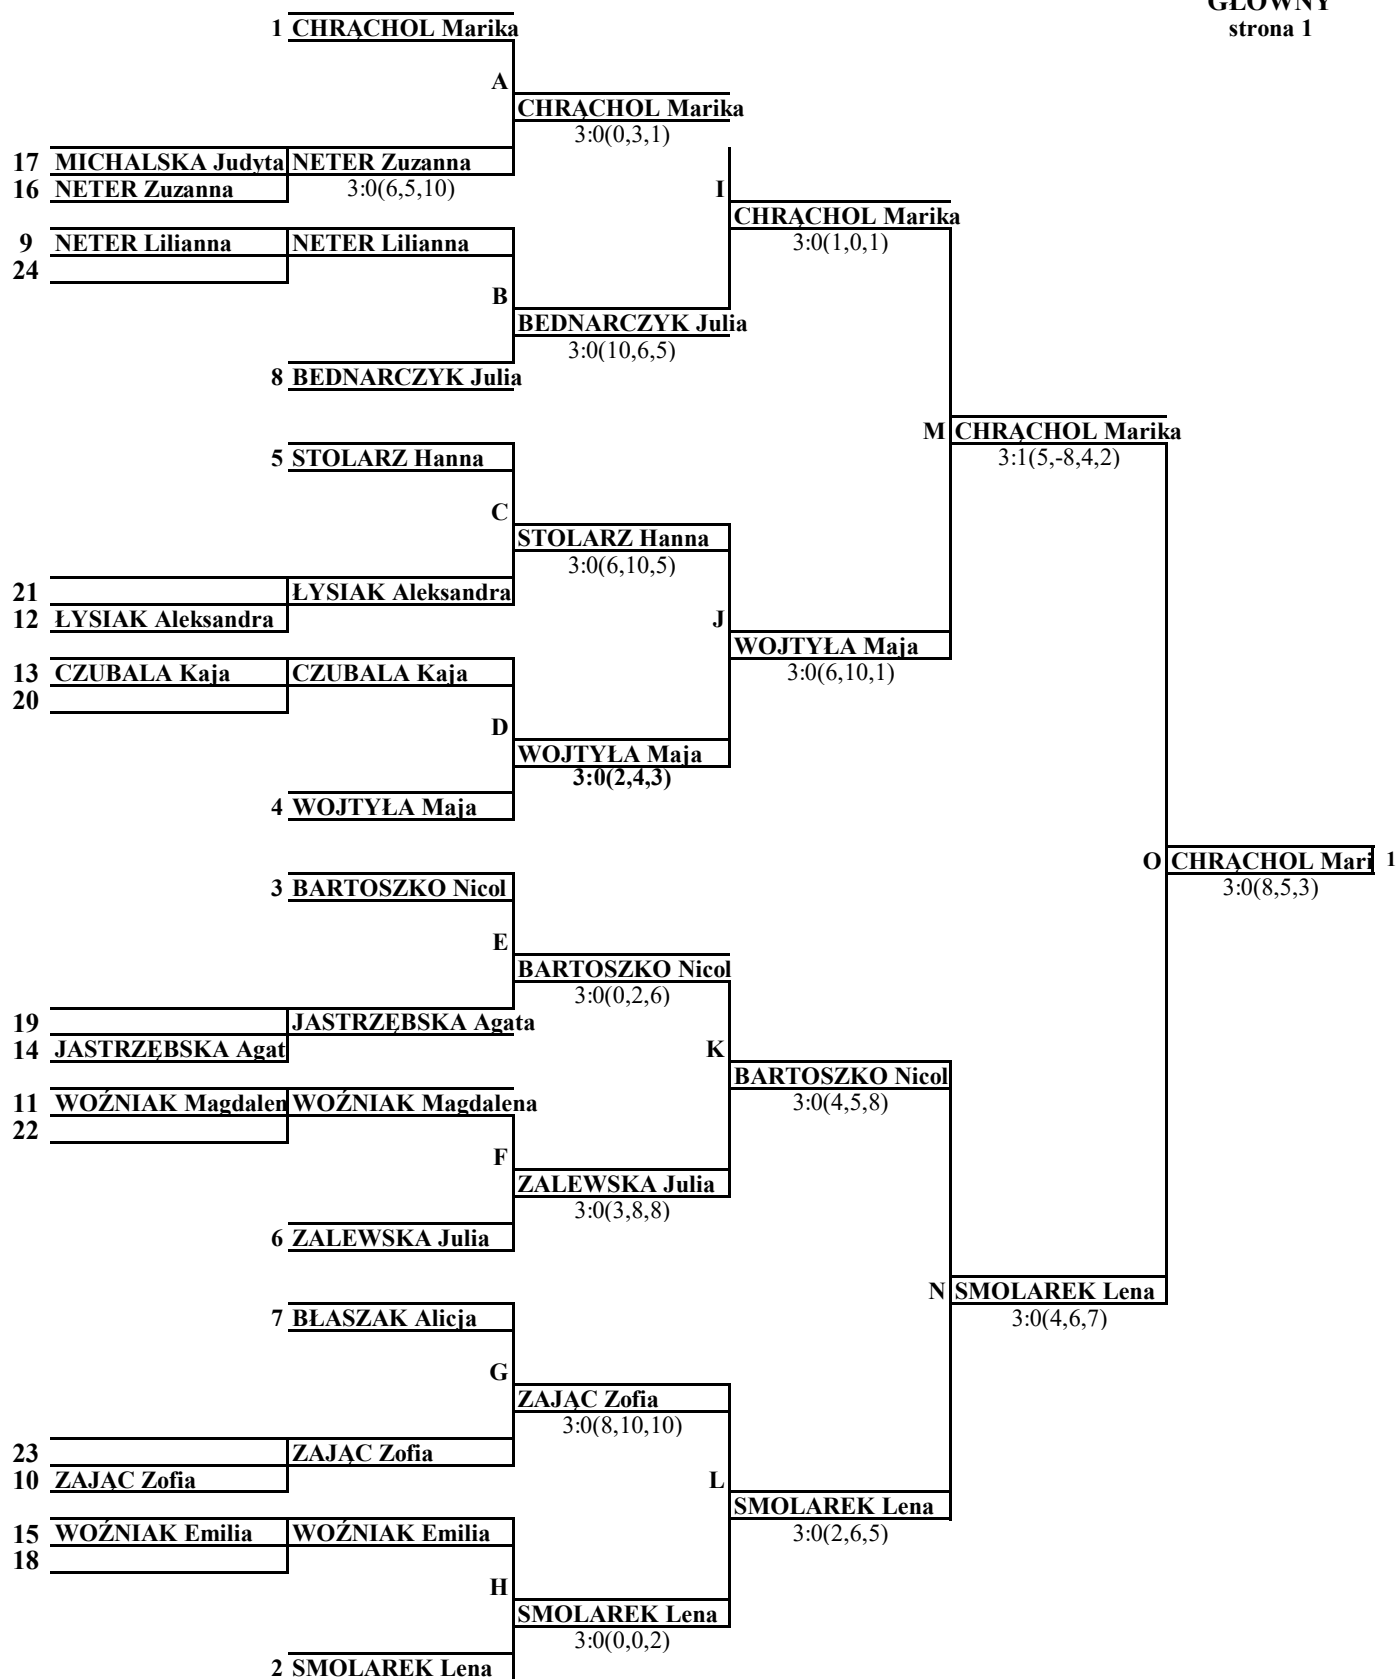 GŁÓWNY
strona 1
1 CHRĄCHOL Marika
A
CHRĄCHOL Marika
3:0(0,3,1)
17 MICHALSKA Judyta NETER Zuzanna
16 NETER Zuzanna 3:0(6,5,10)
I
CHRĄCHOL Marika
3:0(1,0,1)
9 NETER Lilianna NETER Lilianna
24
B
BEDNARCZYK Julia
3:0(10,6,5)
8 BEDNARCZYK Julia
M CHRĄCHOL Marika
3:1(5,-8,4,2)
5 STOLARZ Hanna
C
STOLARZ Hanna
3:0(6,10,5)
21 ŁYSIAK Aleksandra
12 ŁYSIAK Aleksandra
J
WOJTYŁA Maja
3:0(6,10,1)
13 CZUBALA Kaja CZUBALA Kaja
20
D
WOJTYŁA Maja
3:0(2,4,3)
4 WOJTYŁA Maja
O CHRĄCHOL Mari 1
3:0(8,5,3)
3 BARTOSZKO Nicol
E
BARTOSZKO Nicol
3:0(0,2,6)
19 JASTRZĘBSKA Agata
14 JASTRZĘBSKA Agat
K
BARTOSZKO Nicol
3:0(4,5,8)
11 WOŹNIAK Magdalen WOŹNIAK Magdalena
22
F
ZALEWSKA Julia
3:0(3,8,8)
6 ZALEWSKA Julia
N SMOLAREK Lena
3:0(4,6,7)
7 BŁASZAK Alicja
G
ZAJĄC Zofia
3:0(8,10,10)
23 ZAJĄC Zofia
10 ZAJĄC Zofia
L
SMOLAREK Lena
3:0(2,6,5)
15 WOŹNIAK Emilia WOŹNIAK Emilia
18
H
SMOLAREK Lena
3:0(0,0,2)
2 SMOLAREK Lena